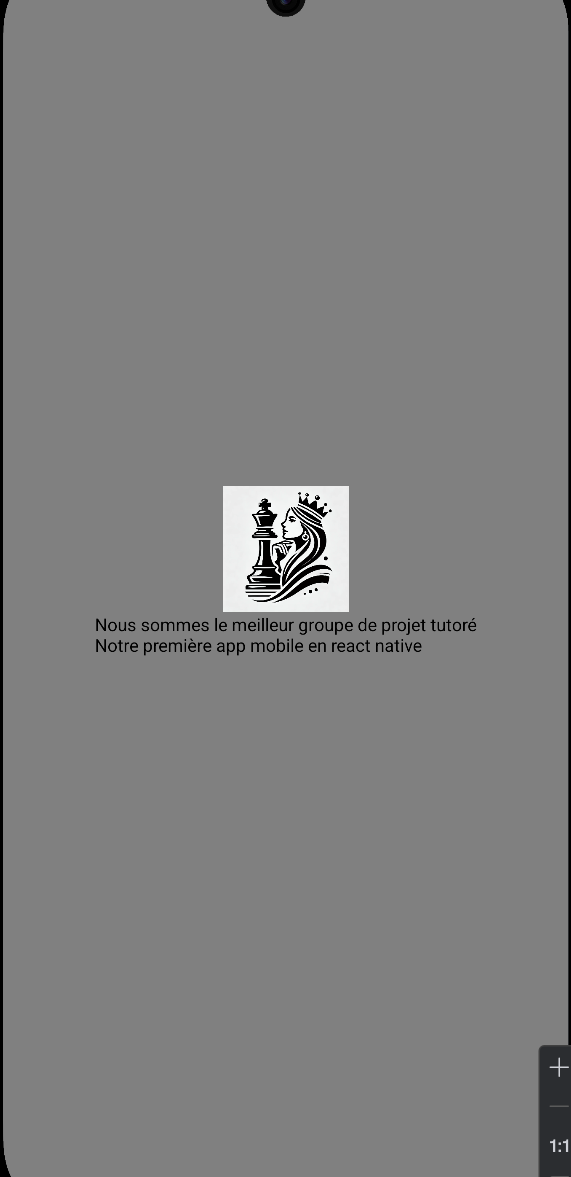 Nous sommes le meilleur groupe de projet tutoré
Notre première app mobile en react native
1:1